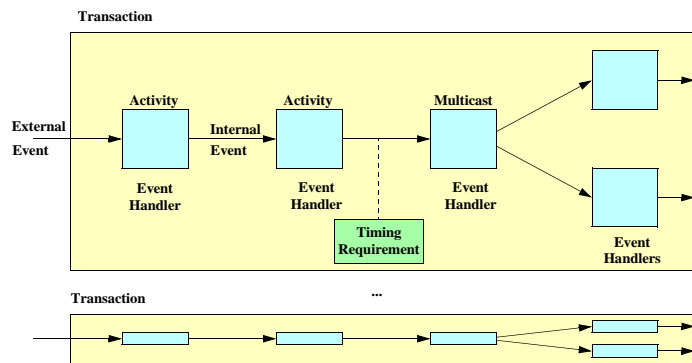 Transaction
Activity
Activity
Multicast
External
Event
Internal
Event
Event
Handler
Event
Handler
Event
Handler
Timing
Requirement
Event
Handlers
...
Transaction